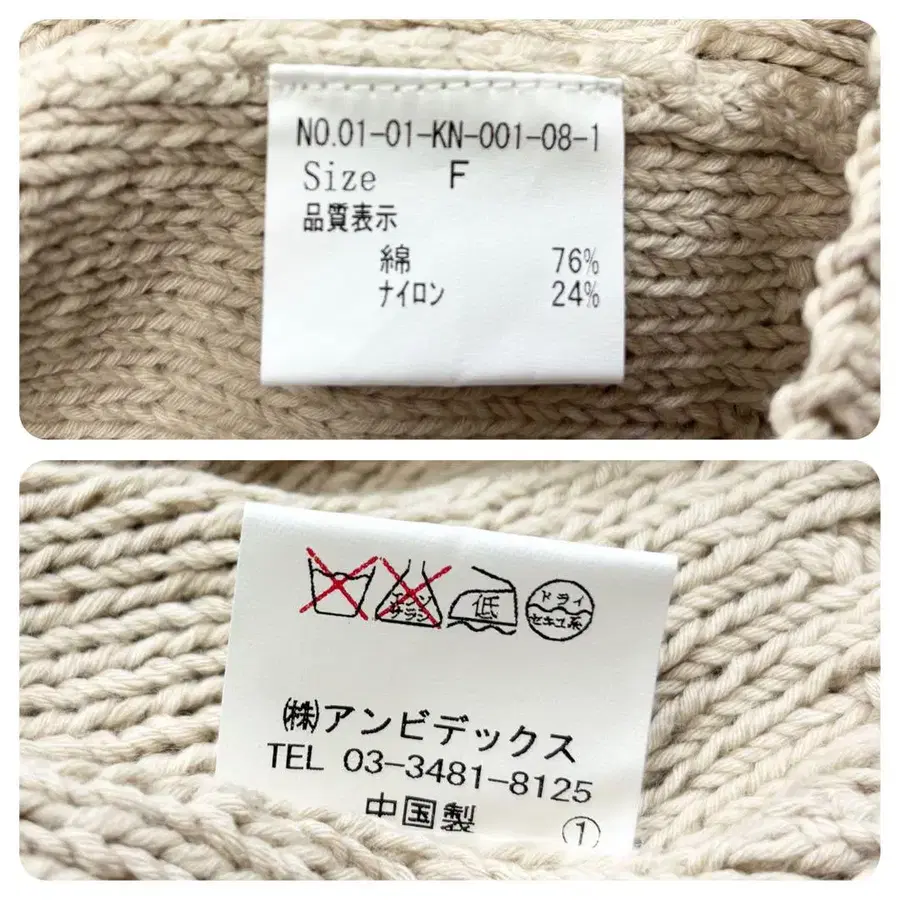 NO.01-01-KN-001-08-1
Size F
品質表示
綿 76%
ナイロン 24%
エンソ
サラシ
低
ドライ
セキユ系
㈱アンビデックス
TEL 03-3481-8125
中国製
①